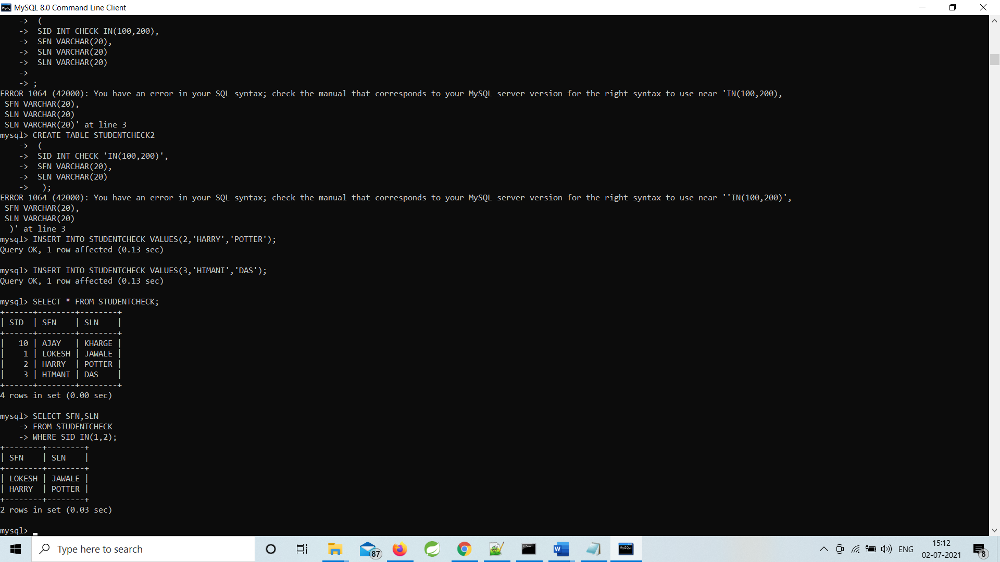 MySQL 8.0 Command Line Client
    ->  (
    ->  SID INT CHECK IN(100,200),
    ->  SFN VARCHAR(20),
    ->  SLN VARCHAR(20)
    ->  SLN VARCHAR(20)
    ->
    -> ;
ERROR 1064 (42000): You have an error in your SQL syntax; check the manual that corresponds to your MySQL server version for the right syntax to use near 'IN(100,200),
 SFN VARCHAR(20),
 SLN VARCHAR(20)
 SLN VARCHAR(20)' at line 3
mysql> CREATE TABLE STUDENTCHECK2
    ->  (
    ->  SID INT CHECK 'IN(100,200)',
    ->  SFN VARCHAR(20),
    ->  SLN VARCHAR(20)
    ->   );
ERROR 1064 (42000): You have an error in your SQL syntax; check the manual that corresponds to your MySQL server version for the right syntax to use near ''IN(100,200)',
 SFN VARCHAR(20),
 SLN VARCHAR(20)
  )' at line 3
mysql> INSERT INTO STUDENTCHECK VALUES(2,'HARRY','POTTER');
Query OK, 1 row affected (0.13 sec)
mysql> INSERT INTO STUDENTCHECK VALUES(3,'HIMANI','DAS');
Query OK, 1 row affected (0.13 sec)
mysql> SELECT * FROM STUDENTCHECK;
+------+--------+--------+
| SID  | SFN    | SLN    |
+------+--------+--------+
|   10 | AJAY   | KHARGE |
|    1 | LOKESH | JAWALE |
|    2 | HARRY  | POTTER |
|    3 | HIMANI | DAS    |
+------+--------+--------+
4 rows in set (0.00 sec)
mysql> SELECT SFN,SLN
    -> FROM STUDENTCHECK
    -> WHERE SID IN(1,2);
+--------+--------+
| SFN    | SLN    |
+--------+--------+
| LOKESH | JAWALE |
| HARRY  | POTTER |
+--------+--------+
2 rows in set (0.03 sec)
mysql> _
Type here to search
87
W
MySQL
ENG
15:12
02-07-2021
8